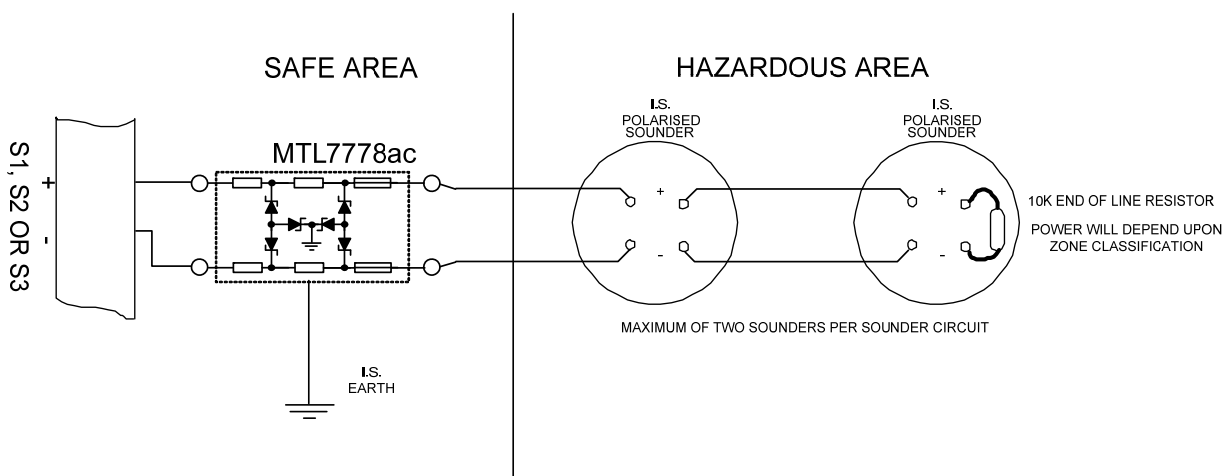 SAFE AREA
HAZARDOUS AREA
I.S.
POLARISED
SOUNDER
I.S.
POLARISED
SOUNDER
MTL7778ac
S1, S2 OR S3
+
-
+
-
+
-
10K END OF LINE RESISTOR
POWER WILL DEPEND UPON
ZONE CLASSIFICATION
MAXIMUM OF TWO SOUNDERS PER SOUNDER CIRCUIT
I.S.
EARTH